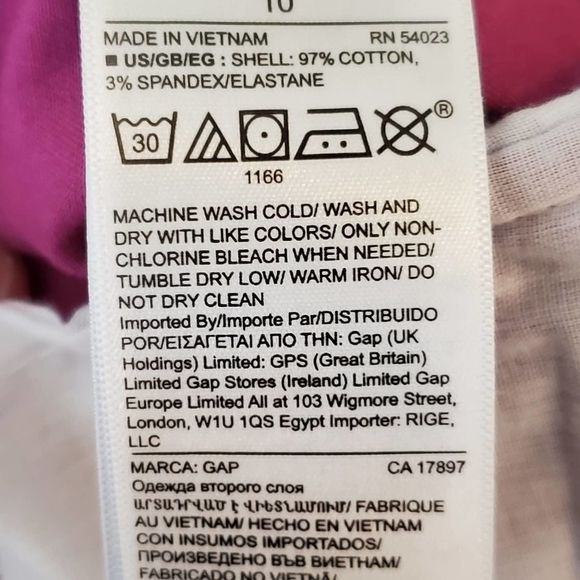 10
MADE IN VIETNAM RN 54023
■ US/GB/EG : SHELL: 97% COTTON,
3% SPANDEX/ELASTANE
30 ®
1166
MACHINE WASH COLD/ WASH AND
DRY WITH LIKE COLORS/ ONLY NON-
CHLORINE BLEACH WHEN NEEDED/
TUMBLE DRY LOW/ WARM IRON/ DO
NOT DRY CLEAN
Imported By/Importe Par/DISTRIBUIDO
POR/ΕΙΣΑΓΕΤΑΙ ΑΠΟ ΤΗΝ: Gap (UK
Holdings) Limited: GPS (Great Britain)
Limited Gap Stores (Ireland) Limited Gap
Europe Limited All at 103 Wigmore Street,
London, W1U 1QS Egypt Importer: RIGE,
LLC
MARCA: GAP CA 17897
Одежда второго слоя
ԱՐՏԱԴՐՎԱԾ Է ՎԻԵՏՆԱՄՈՒՄ/ FABRIQUE
AU VIETNAM/ HECHO EN VIETNAM
CON INSUMOS IMPORTADOS/
ПРОИЗВЕДЕНО ВЪВ ВИЕТНАМ/
FABRICADO NO VIETNÃ/